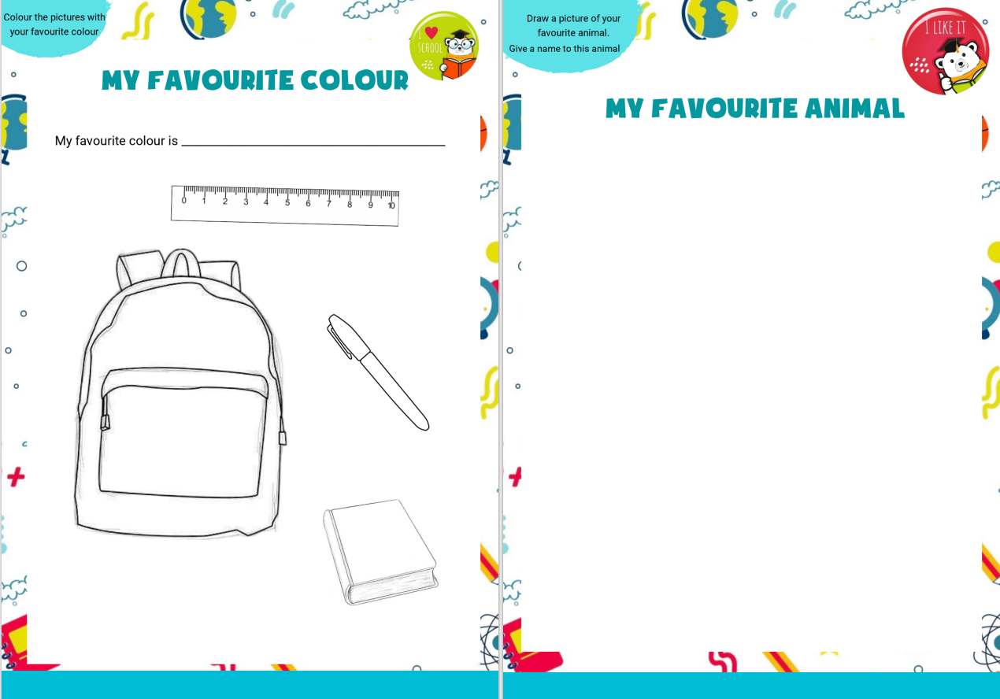 Colour the pictures with
your favourite colour
I
SCHOOL
MY FAVOURITE COLOUR
My favourite colour is
0 1 2 3 4 5 6 7 8 9 10
Draw a picture of your
favourite animal.
Give a name to this animal
I LIKE IT
MY FAVOURITE ANIMAL